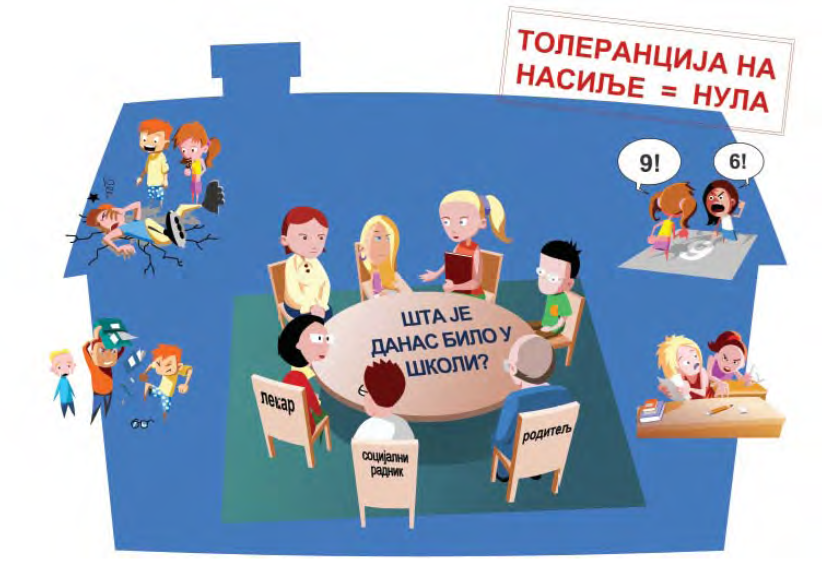 ТОЛЕРАНЦИЈА НА
НАСИЉЕ = НУЛА
9!
6!
ШТА ЈЕ
ДАНАС БИЛО У
ШКОЛИ?
лекар
социјални
радник
родитељ